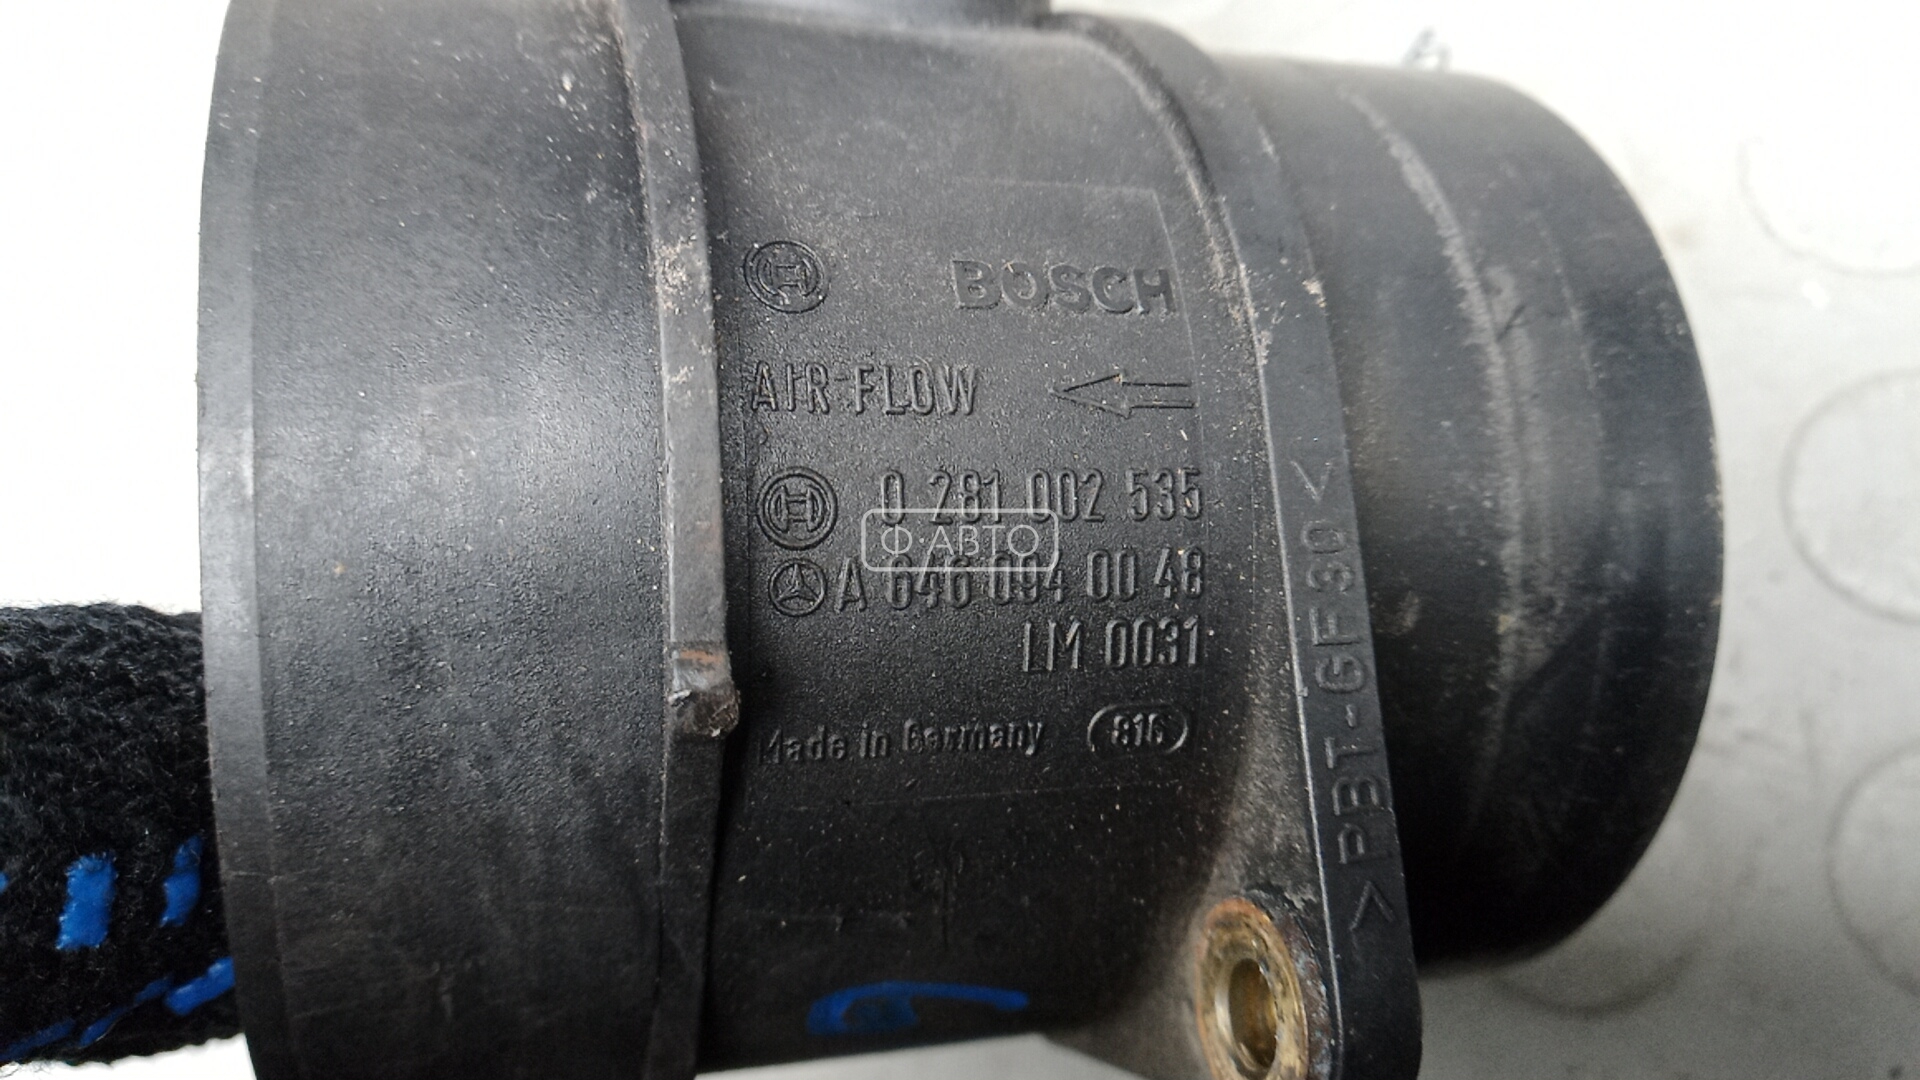 BOSCH
AIR FLOW
0 281 002 535
Ф·АВТО
A 646 094 00 48
LM 0031
Made in Germany 816
>PBT-GF30<